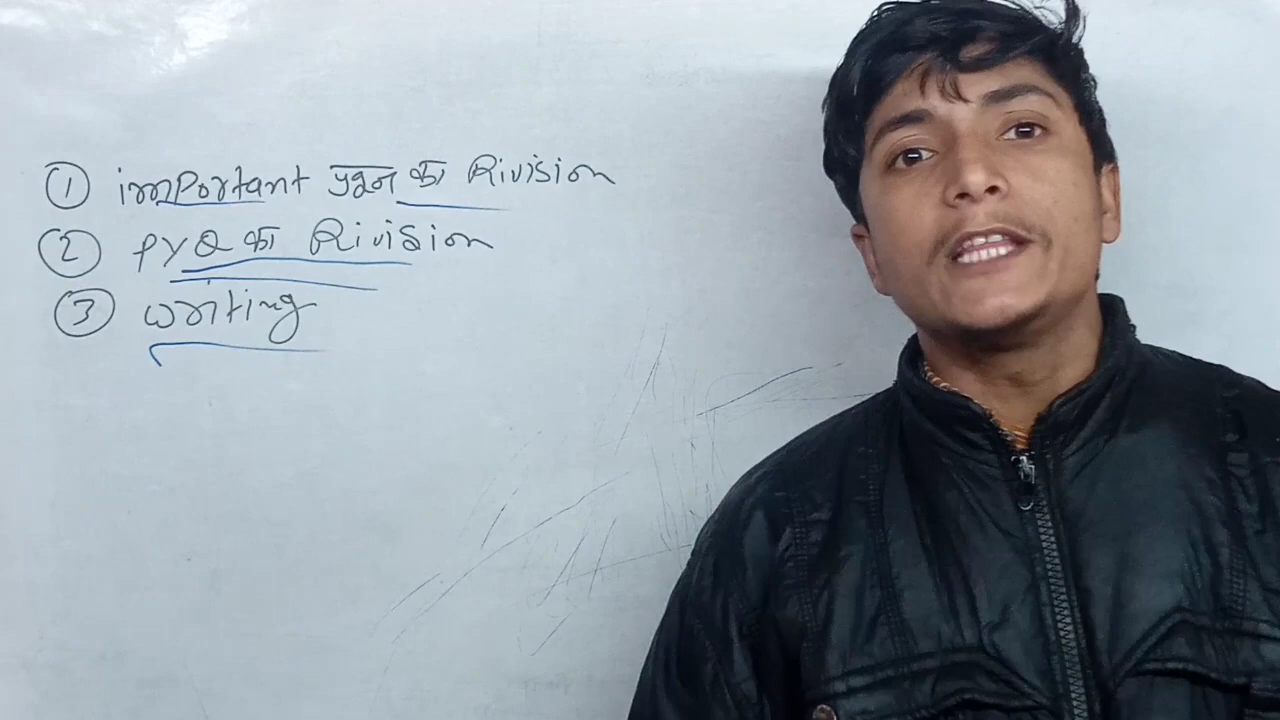 ① important प्रश्न का Rivision
② PYQ का Rivision
③ writing